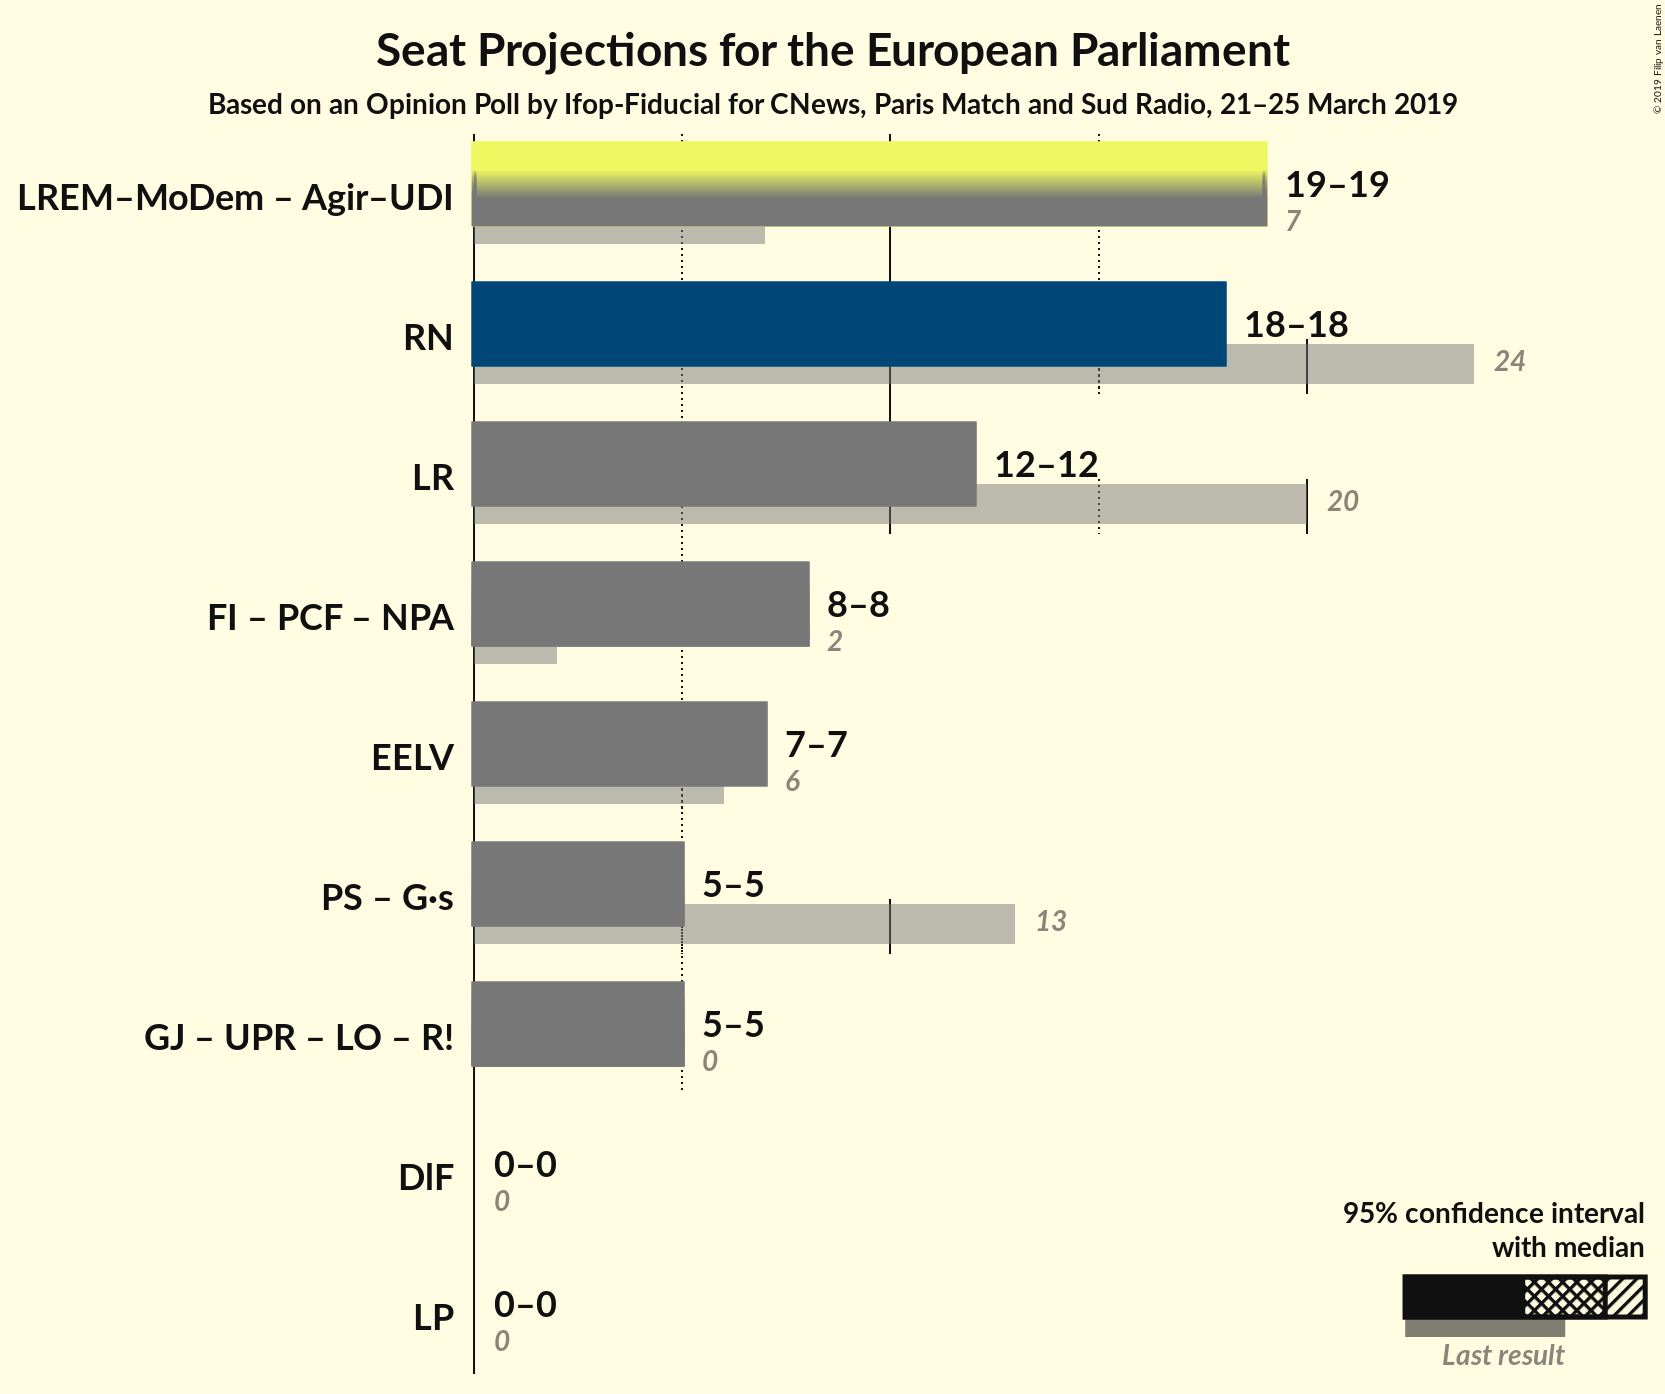 Seat Projections for the European Parliament
Based on an Opinion Poll by Ifop-Fiducial for CNews, Paris Match and Sud Radio, 21–25 March 2019
© 2019 Filip van Laenen
LREM–MoDem – Agir–UDI
19–19
7
RN
18–18
24
LR
12–12
20
FI – PCF – NPA
8–8
2
EELV
7–7
6
PS – G·s
5–5
13
GJ – UPR – LO – R!
5–5
0
DlF
0–0
0
LP
0–0
0
95% confidence interval
with median
Last result